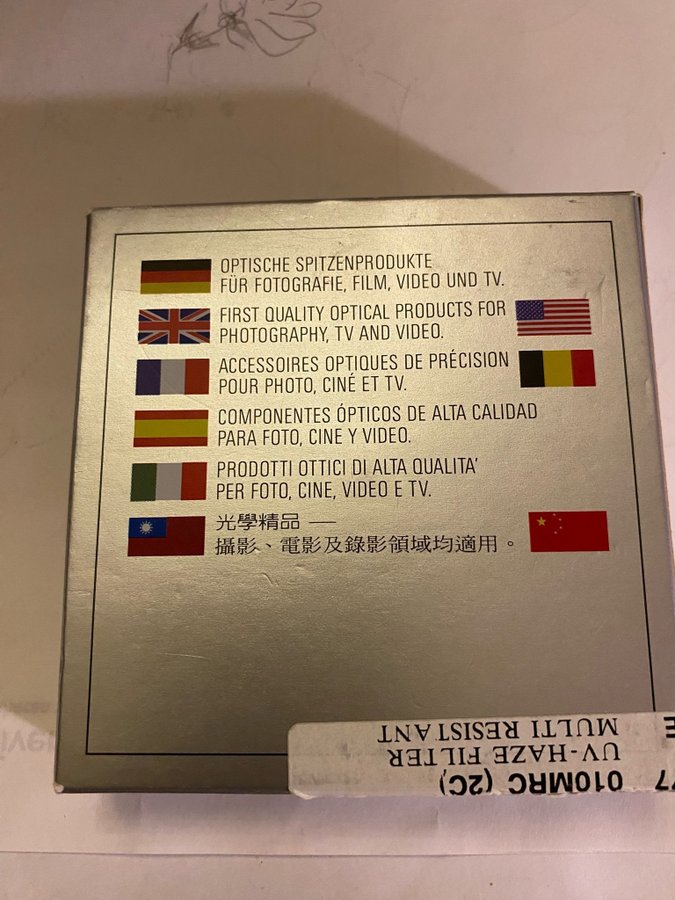 OPTISCHE SPITZENPRODUKTE
FÜR FOTOGRAFIE, FILM, VIDEO UND TV.
FIRST QUALITY OPTICAL PRODUCTS FOR
PHOTOGRAPHY, TV AND VIDEO.
ACCESSOIRES OPTIQUES DE PRÉCISION
POUR PHOTO, CINÉ ET TV.
COMPONENTES ÓPTICOS DE ALTA CALIDAD
PARA FOTO, CINE Y VIDEO.
PRODOTTI OTTICI DI ALTA QUALITA'
PER FOTO, CINE, VIDEO E TV.
光學精品 —
攝影、電影及錄影領域均適用。
77 010MRC (2C)
UV-HAZE FILTER
MULTI RESISTANT